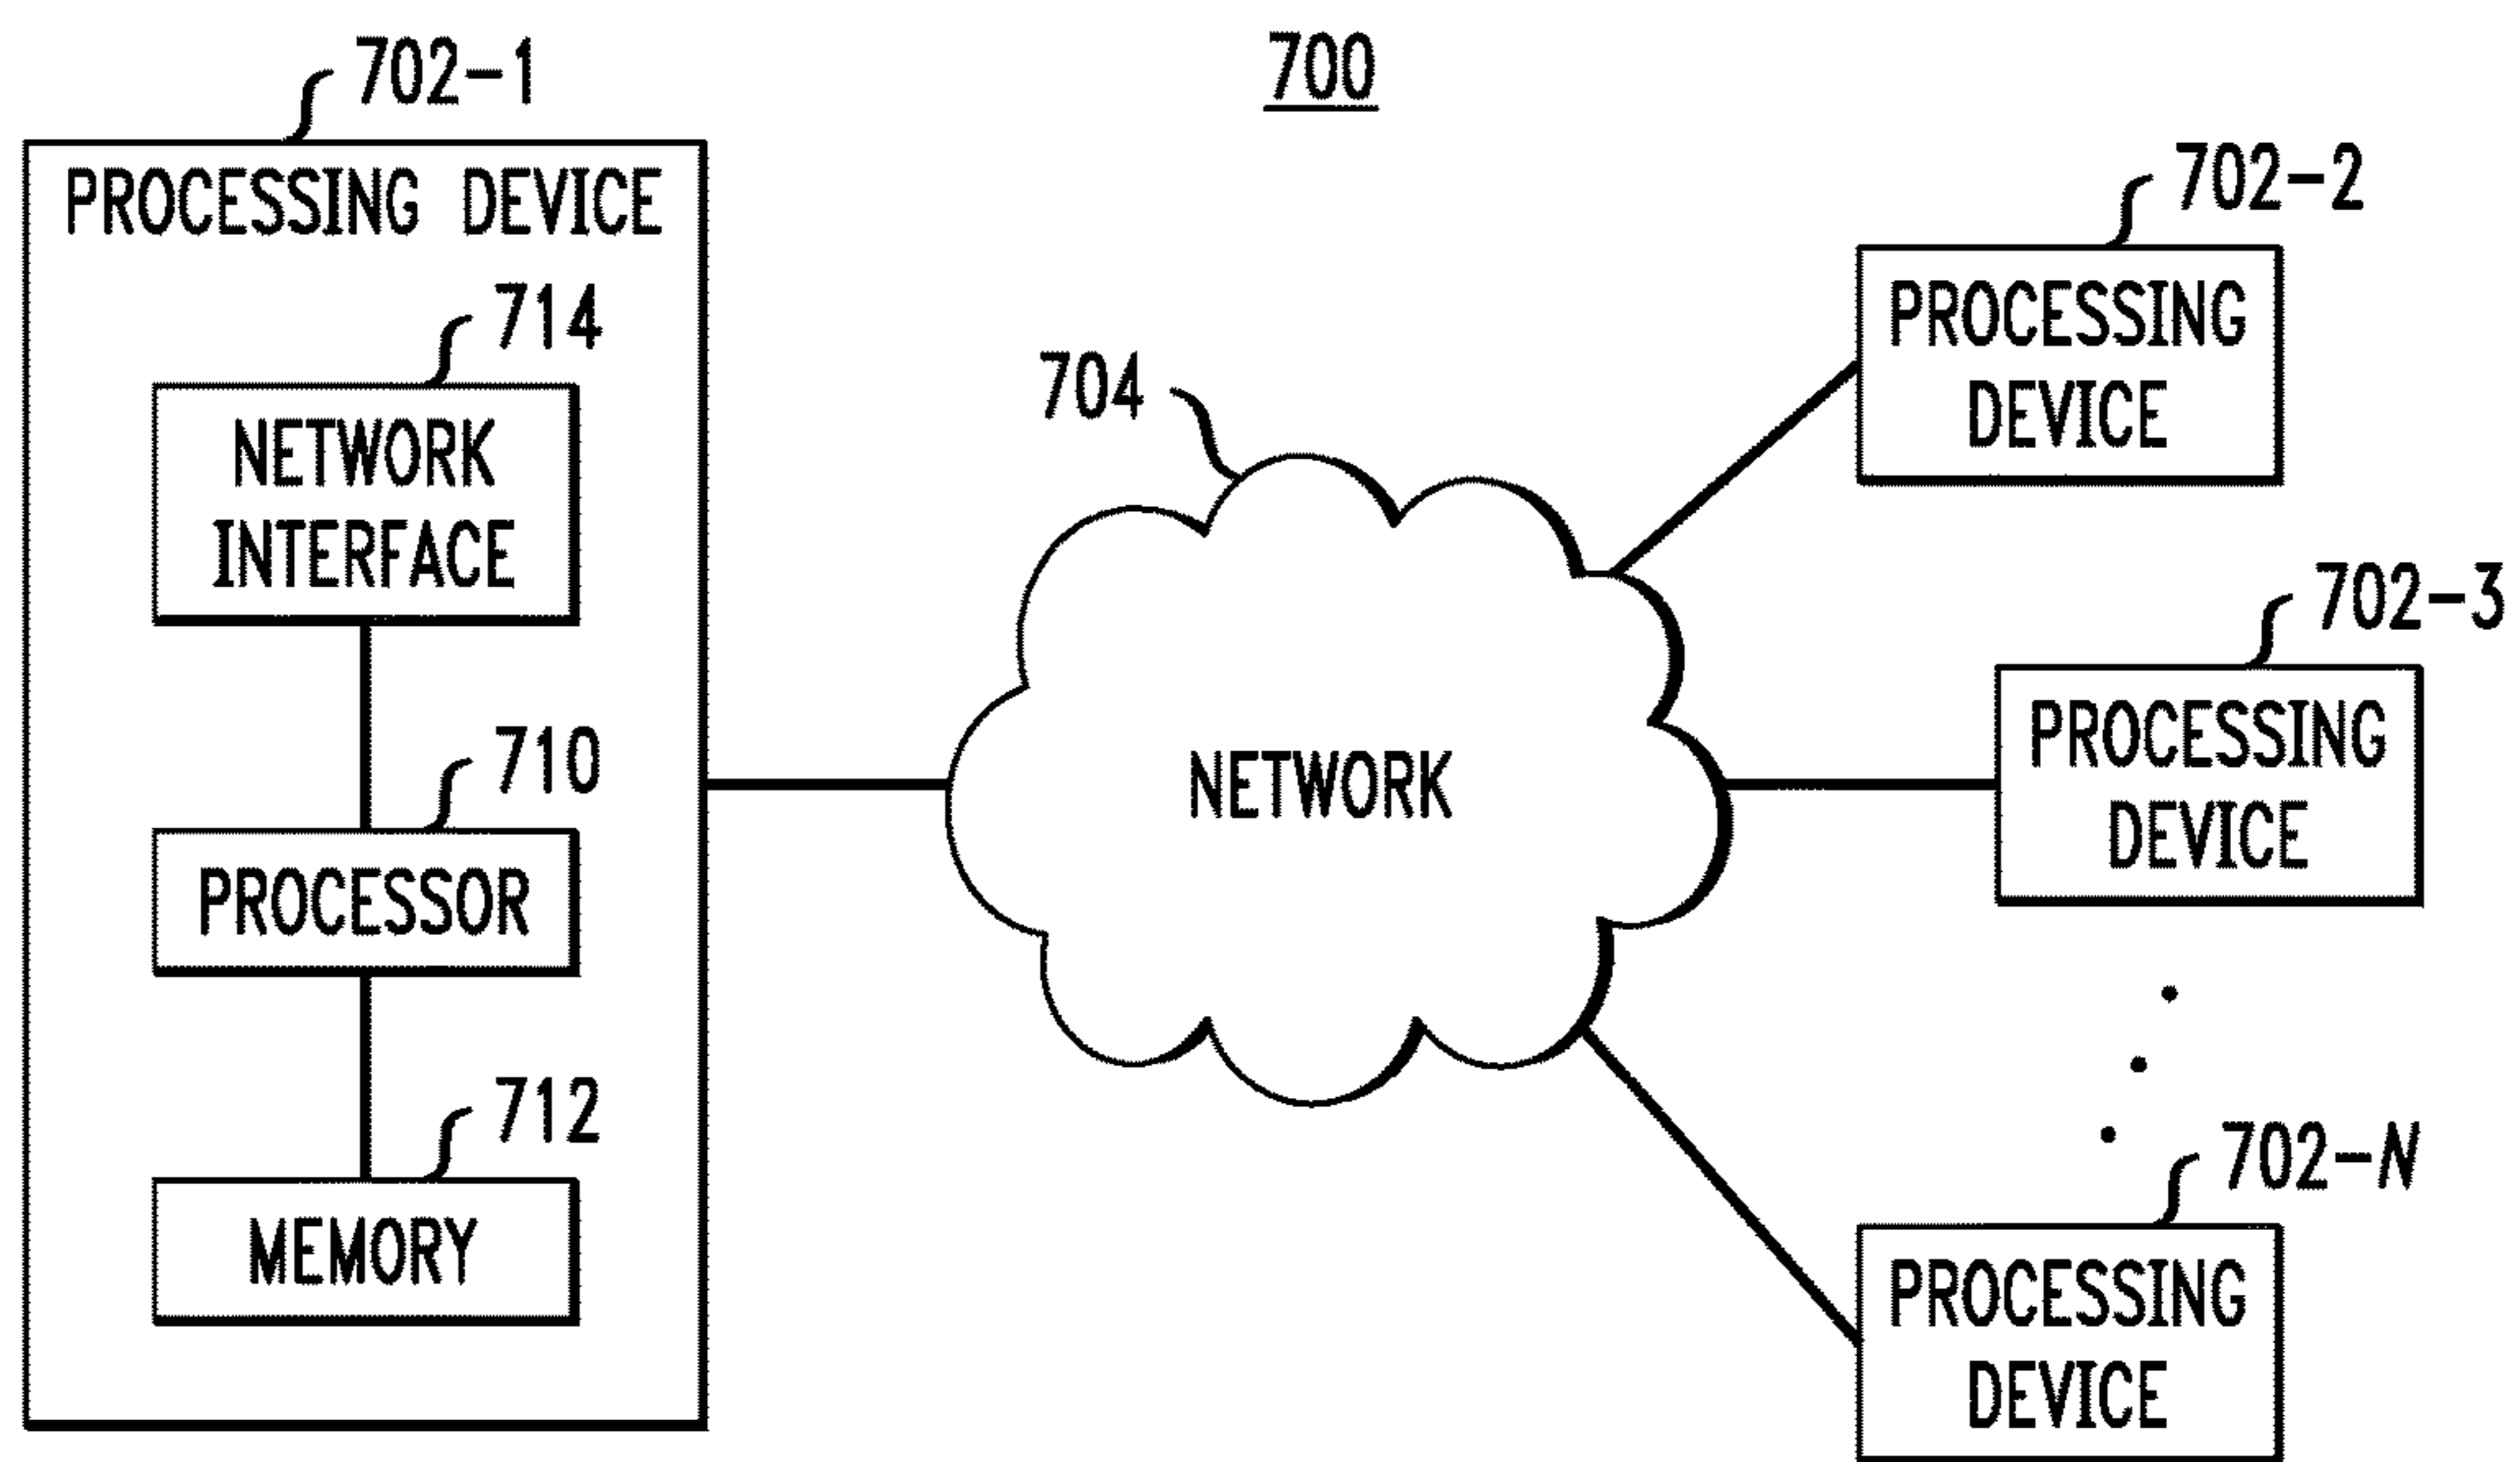 700
702-1
PROCESSING DEVICE
714
NETWORK
INTERFACE
710
PROCESSOR
712
MEMORY
704
NETWORK
702-2
PROCESSING
DEVICE
702-3
PROCESSING
DEVICE
702-N
PROCESSING
DEVICE